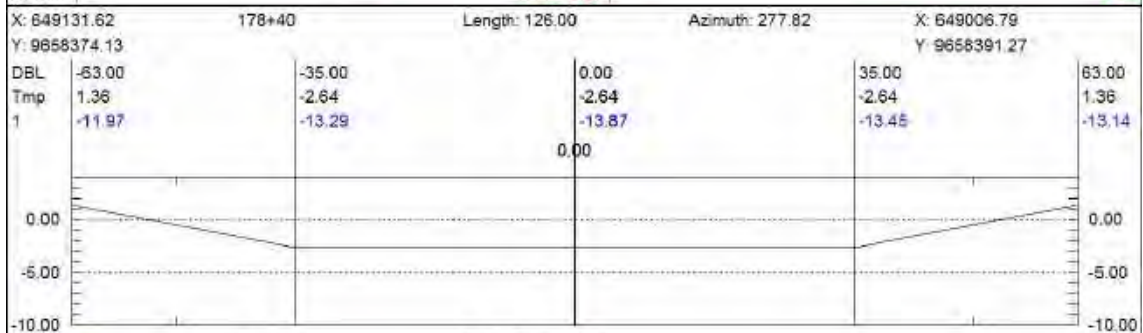 X: 649131.62 178+40 Length: 126.00 Azimuth: 277.82 X: 649006.79
Y: 9658374.13 Y: 9658391.27
DBL -63.00 -35.00 0.00 35.00 63.00
Tmp 1.36 -2.64 -2.64 -2.64 1.36
1 -11.97 -13.29 -13.87 -13.45 -13.14
0.00
0.00 0.00
-5.00 -5.00
-10.00 -10.00